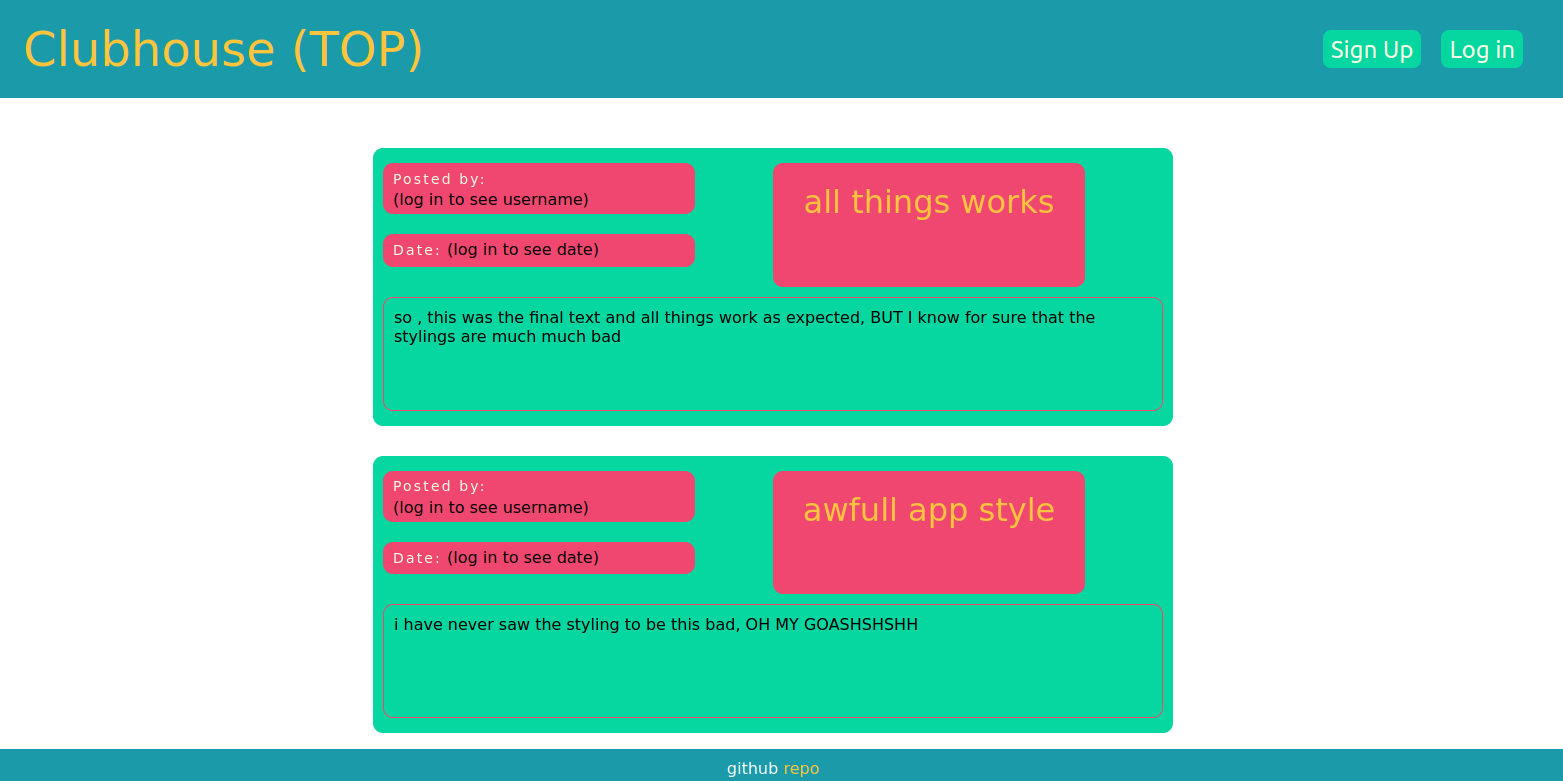 Clubhouse (TOP)
Sign Up
Log in
Posted by:
(log in to see username)
all things works
Date: (log in to see date)
so , this was the final text and all things work as expected, BUT I know for sure that the
stylings are much much bad
Posted by:
(log in to see username)
awfull app style
Date: (log in to see date)
i have never saw the styling to be this bad, OH MY GOASHSHSHH
github repo